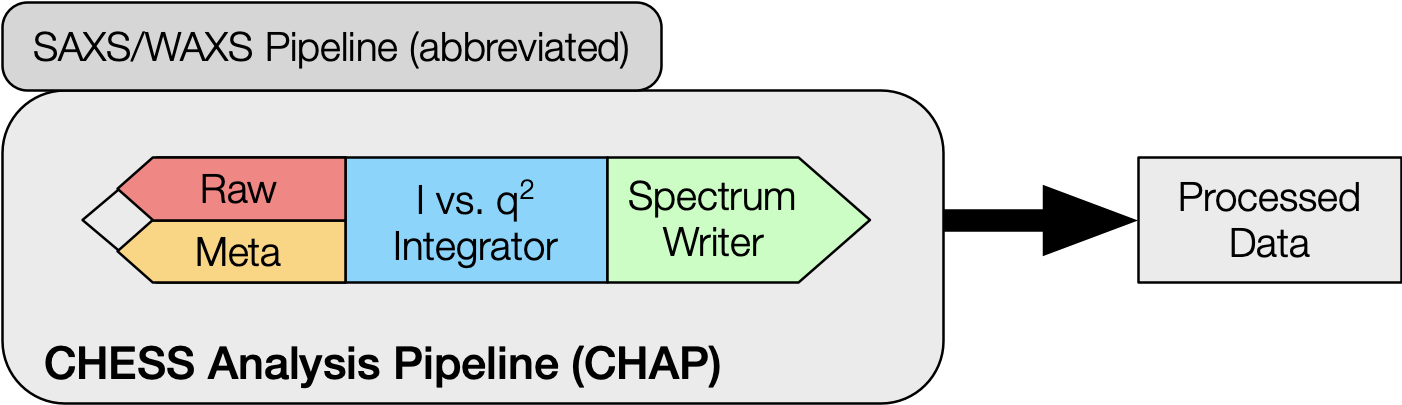 SAXS/WAXS Pipeline (abbreviated)
Raw
Meta
I vs. q²
Integrator
Spectrum
Writer
CHESS Analysis Pipeline (CHAP)
Processed
Data